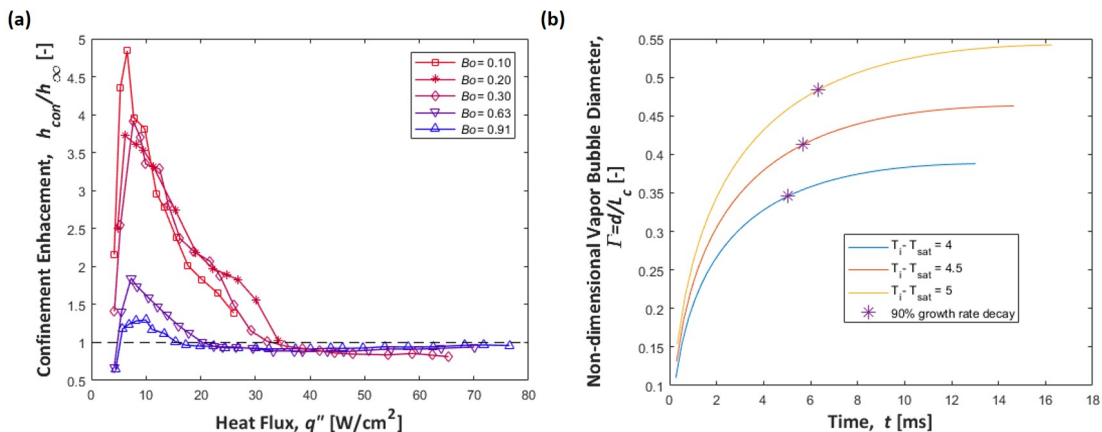 (a)
Confinement Enhacement, h_con/h_∞ [-]
5
4.5
4
3.5
3
2.5
2
1.5
1
0.5
0
10
20
30
40
50
60
70
80
Heat Flux, q" [W/cm²]
Bo = 0.10
Bo = 0.20
Bo = 0.30
Bo = 0.63
Bo = 0.91
(b)
Non-dimensional Vapor Bubble Diameter,
Γ=d/L_c [-]
0.55
0.5
0.45
0.4
0.35
0.3
0.25
0.2
0.15
0.1
0
2
4
6
8
10
12
14
16
18
Time, t [ms]
T_i - T_sat = 4
T_i - T_sat = 4.5
T_i - T_sat = 5
90% growth rate decay